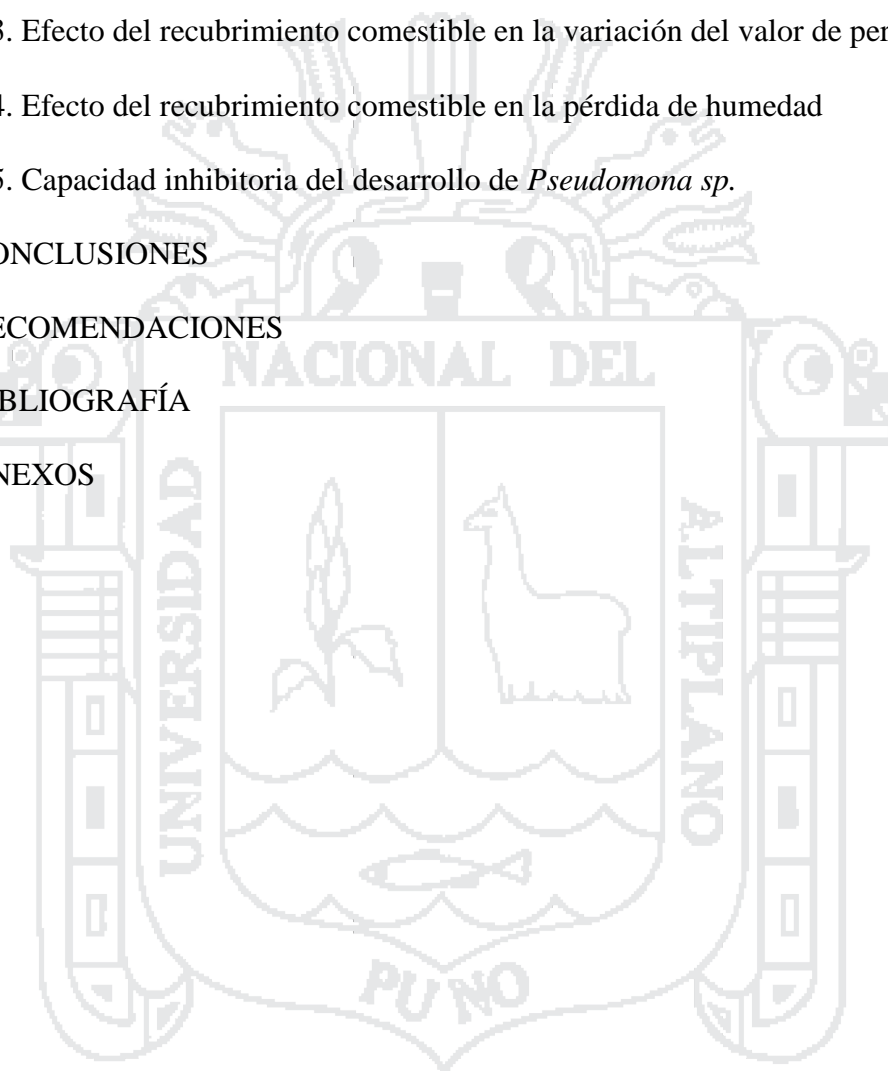 3. Efecto del recubrimiento comestible en la variación del valor de per
4. Efecto del recubrimiento comestible en la pérdida de humedad
5. Capacidad inhibitoria del desarrollo de Pseudomona sp.
ONCLUSIONES
ECOMENDACIONES
BLIOGRAFÍA
NEXOS
NACIONAL DEL
UNIVERSIDAD
ALTIPLANO
PUNO